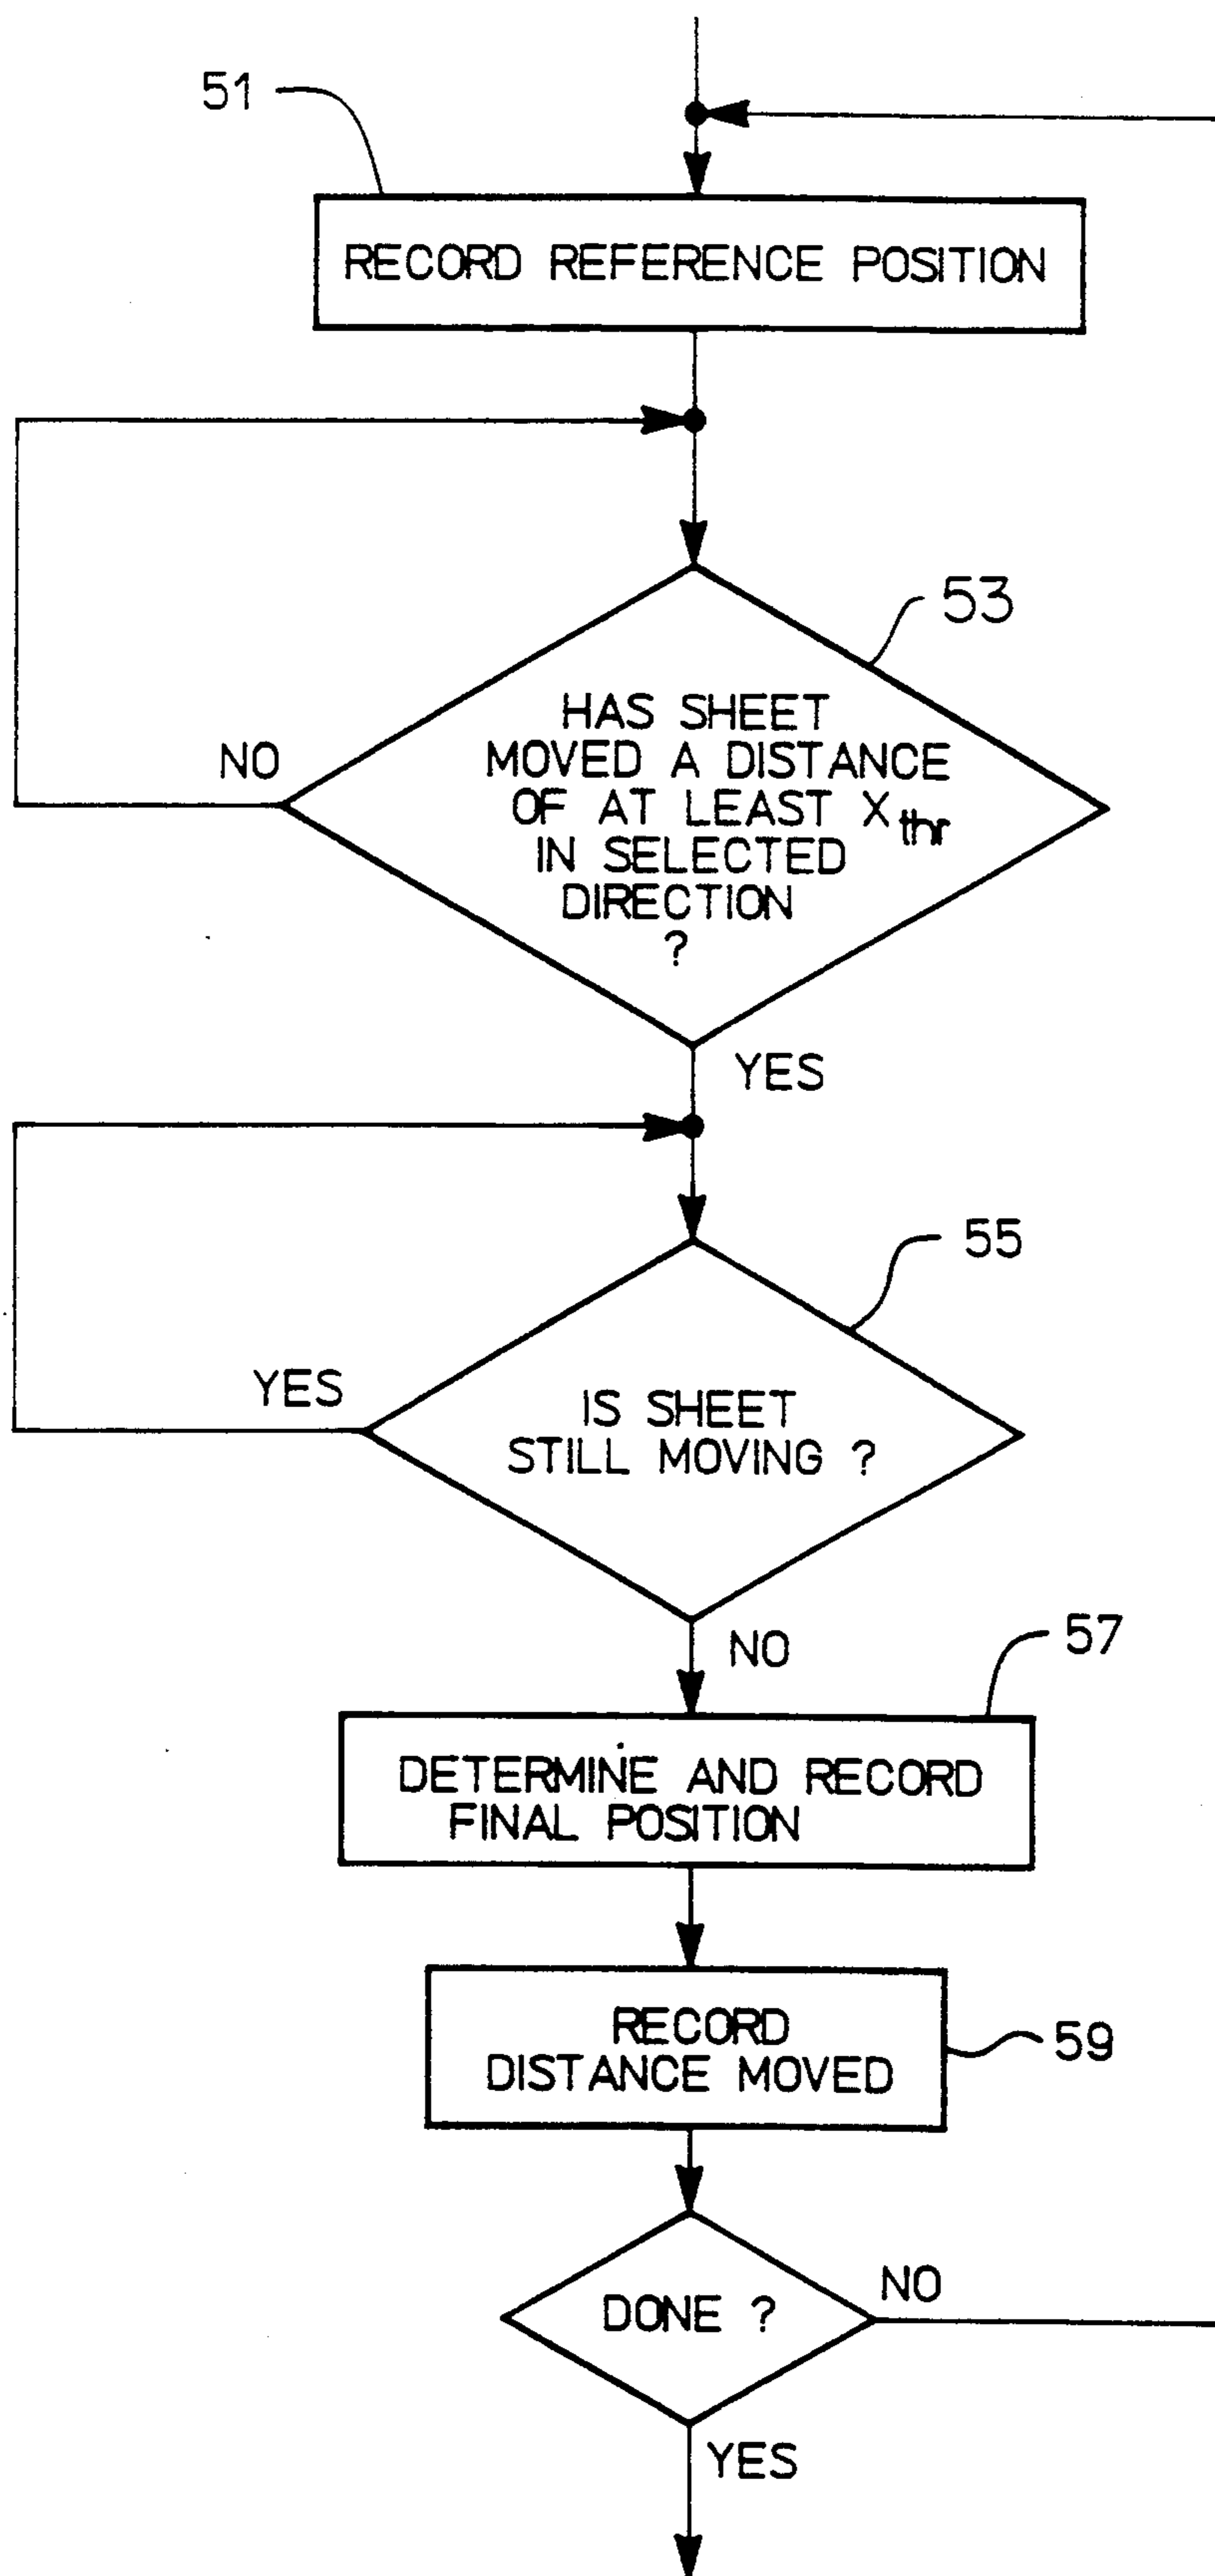 51
RECORD REFERENCE POSITION
53
HAS SHEET
MOVED A DISTANCE
OF AT LEAST X thr
IN SELECTED
DIRECTION
?
NO
YES
55
YES
IS SHEET
STILL MOVING ?
NO
57
DETERMINE AND RECORD
FINAL POSITION
RECORD
DISTANCE MOVED
59
NO
DONE ?
YES